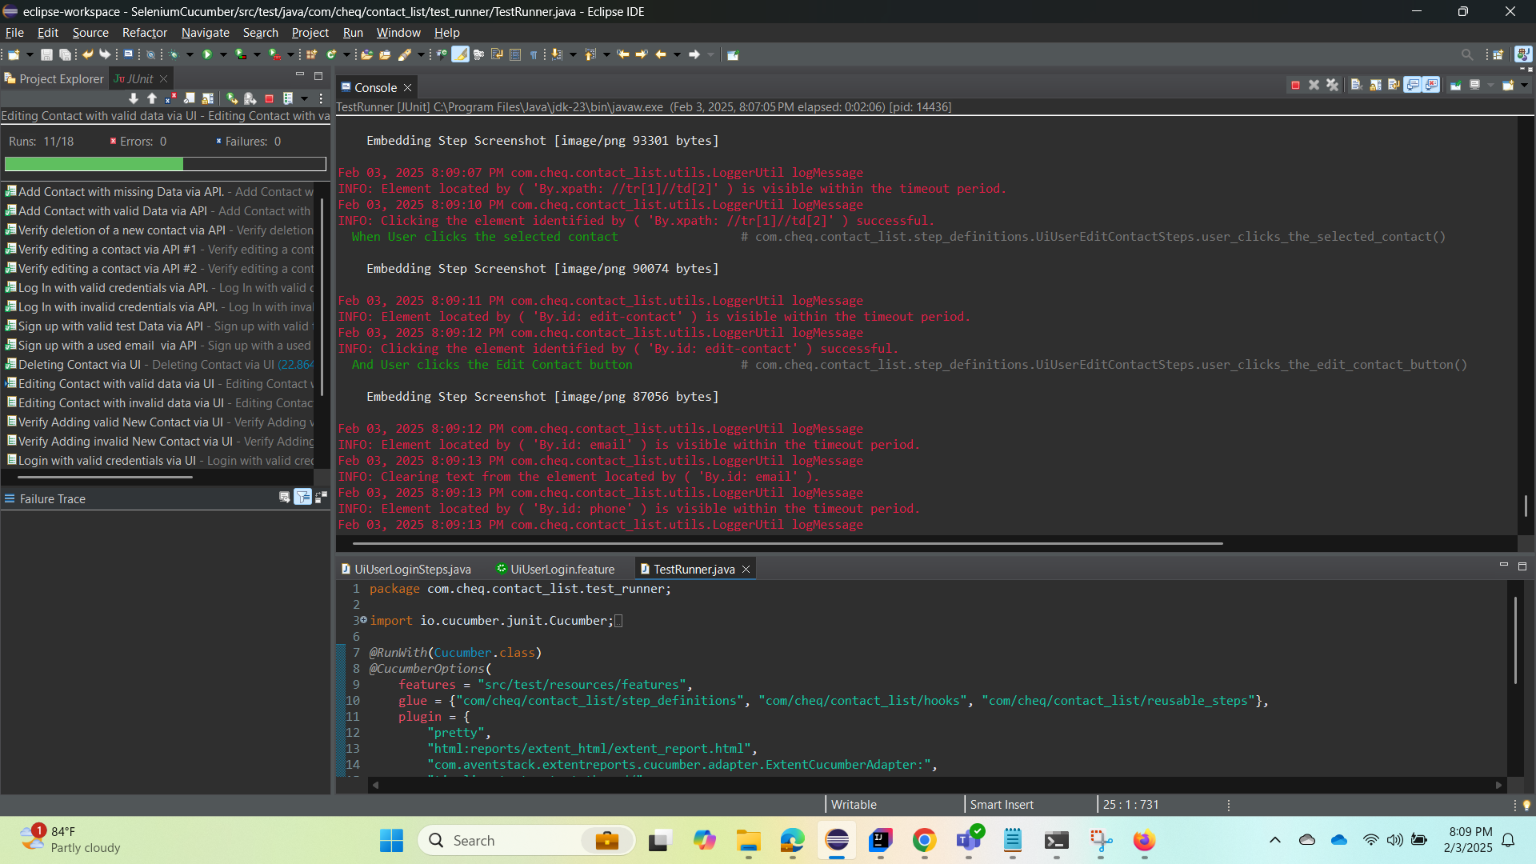 eclipse-workspace - SeleniumCucumber/src/test/java/com/cheq/contact_list/test_runner/TestRunner.java - Eclipse IDE
File Edit Source Refactor Navigate Search Project Run Window Help
Project Explorer JUnit
Editing Contact with valid data via UI - Editing Contact with va
Runs: 11/18 Errors: 0 Failures: 0
Add Contact with missing Data via API. - Add Contact w
Add Contact with valid Data via API - Add Contact with
Verify deletion of a new contact via API - Verify deletion
Verify editing a contact via API #1 - Verify editing a cont
Verify editing a contact via API #2 - Verify editing a cont
Log In with valid credentials via API. - Log In with valid c
Log In with invalid credentials via API. - Log In with inva
Sign up with valid test Data via API - Sign up with valid
Sign up with a used email via API - Sign up with a used
Deleting Contact via UI - Deleting Contact via UI (22.864
Editing Contact with valid data via UI - Editing Contact v
Editing Contact with invalid data via UI - Editing Contac
Verify Adding valid New Contact via UI - Verify Adding v
Verify Adding invalid New Contact via UI - Verify Adding
Login with valid credentials via UI - Login with valid cred
Failure Trace
Console
TestRunner [JUnit] C:\Program Files\Java\jdk-23\bin\javaw.exe (Feb 3, 2025, 8:07:05 PM elapsed: 0:02:06) [pid: 14436]
Embedding Step Screenshot [image/png 93301 bytes]
Feb 03, 2025 8:09:07 PM com.cheq.contact_list.utils.LoggerUtil logMessage
INFO: Element located by ( 'By.xpath: //tr[1]//td[2]' ) is visible within the timeout period.
Feb 03, 2025 8:09:10 PM com.cheq.contact_list.utils.LoggerUtil logMessage
INFO: Clicking the element identified by ( 'By.xpath: //tr[1]//td[2]' ) successful.
When User clicks the selected contact # com.cheq.contact_list.step_definitions.UiUserEditContactSteps.user_clicks_the_selected_contact()
Embedding Step Screenshot [image/png 90074 bytes]
Feb 03, 2025 8:09:11 PM com.cheq.contact_list.utils.LoggerUtil logMessage
INFO: Element located by ( 'By.id: edit-contact' ) is visible within the timeout period.
Feb 03, 2025 8:09:12 PM com.cheq.contact_list.utils.LoggerUtil logMessage
INFO: Clicking the element identified by ( 'By.id: edit-contact' ) successful.
And User clicks the Edit Contact button # com.cheq.contact_list.step_definitions.UiUserEditContactSteps.user_clicks_the_edit_contact_button()
Embedding Step Screenshot [image/png 87056 bytes]
Feb 03, 2025 8:09:12 PM com.cheq.contact_list.utils.LoggerUtil logMessage
INFO: Element located by ( 'By.id: email' ) is visible within the timeout period.
Feb 03, 2025 8:09:13 PM com.cheq.contact_list.utils.LoggerUtil logMessage
INFO: Clearing text from the element located by ( 'By.id: email' ).
Feb 03, 2025 8:09:13 PM com.cheq.contact_list.utils.LoggerUtil logMessage
INFO: Element located by ( 'By.id: phone' ) is visible within the timeout period.
Feb 03, 2025 8:09:13 PM com.cheq.contact_list.utils.LoggerUtil logMessage
UiUserLoginSteps.java UiUserLogin.feature TestRunner.java
1 package com.cheq.contact_list.test_runner;
2
3 import io.cucumber.junit.Cucumber;
6
7 @RunWith(Cucumber.class)
8 @CucumberOptions(
9 features = "src/test/resources/features",
10 glue = {"com/cheq/contact_list/step_definitions", "com/cheq/contact_list/hooks", "com/cheq/contact_list/reusable_steps"},
11 plugin = {
12 "pretty",
13 "html:reports/extent_html/extent_report.html",
14 "com.aventstack.extentreports.cucumber.adapter.ExtentCucumberAdapter:",
Writable Smart Insert 25 : 1 : 731
1 84°F
Partly cloudy
Search
8:09 PM
2/3/2025